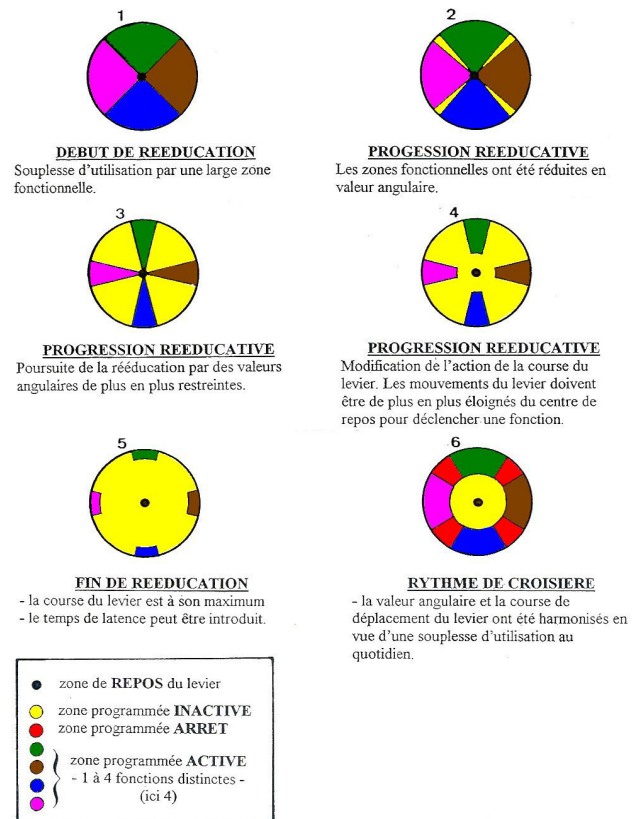 1
DEBUT DE REEDUCATION
Souplesse d'utilisation par une large zone
fonctionnelle.
2
PROGESSION REEDUCATIVE
Les zones fonctionnelles ont été réduites en
valeur angulaire.
3
PROGRESSION REEDUCATIVE
Poursuite de la rééducation par des valeurs
angulaires de plus en plus restreintes.
4
PROGRESSION REEDUCATIVE
Modification de l'action de la course du
levier. Les mouvements du levier doivent
être de plus en plus éloignés du centre de
repos pour déclencher une fonction.
5
FIN DE REEDUCATION
- la course du levier est à son maximum
- le temps de latence peut être introduit.
6
RYTHME DE CROISIERE
- la valeur angulaire et la course de
déplacement du levier ont été harmonisés en
vue d'une souplesse d'utilisation au
quotidien.
zone de REPOS du levier
zone programmée INACTIVE
zone programmée ARRET
zone programmée ACTIVE
- 1 à 4 fonctions distinctes -
(ici 4)